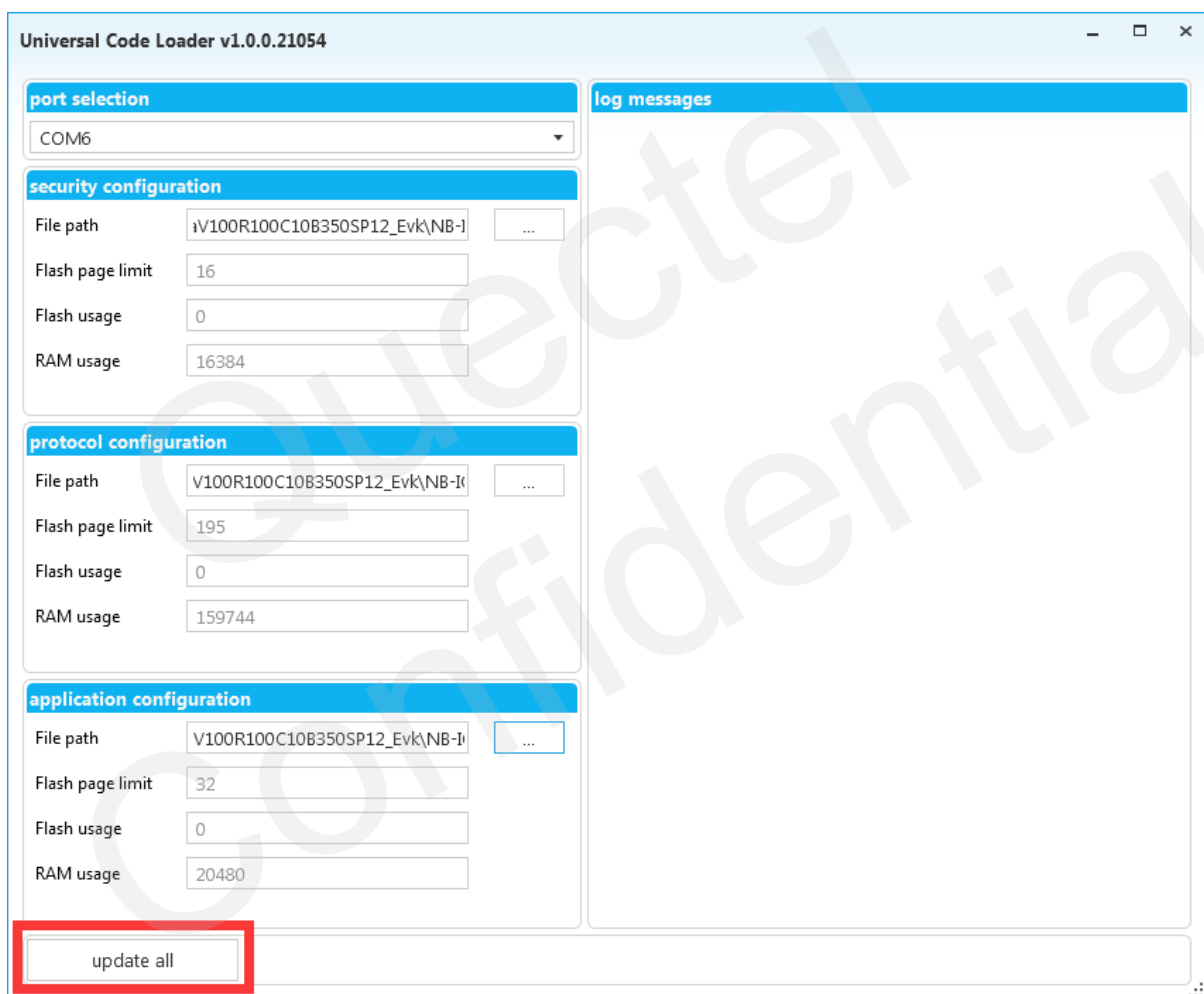 Universal Code Loader v1.0.0.21054
port selection
COM6
security configuration
File path
aV100R100C10B350SP12_Evk\NB-I
...
Flash page limit
16
Flash usage
0
RAM usage
16384
protocol configuration
File path
V100R100C10B350SP12_Evk\NB-I
...
Flash page limit
195
Flash usage
0
RAM usage
159744
application configuration
File path
V100R100C10B350SP12_Evk\NB-I
...
Flash page limit
32
Flash usage
0
RAM usage
20480
update all
log messages
Quectel
Confidential